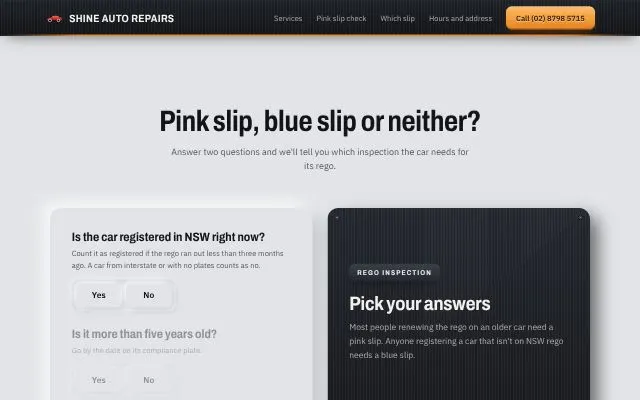 SHINE AUTO REPAIRS
Services Pink slip check Which slip Hours and address Call (02) 8798 5715
Pink slip, blue slip or neither?
Answer two questions and we'll tell you which inspection the car needs for
its rego.
Is the car registered in NSW right now?
Count it as registered if the rego ran out less than three months
ago. A car from interstate or with no plates counts as no.
Yes No
Is it more than five years old?
Go by the date on its compliance plate.
Yes No
REGO INSPECTION
Pick your answers
Most people renewing the rego on an older car need a
pink slip. Anyone registering a car that isn't on NSW rego
needs a blue slip.